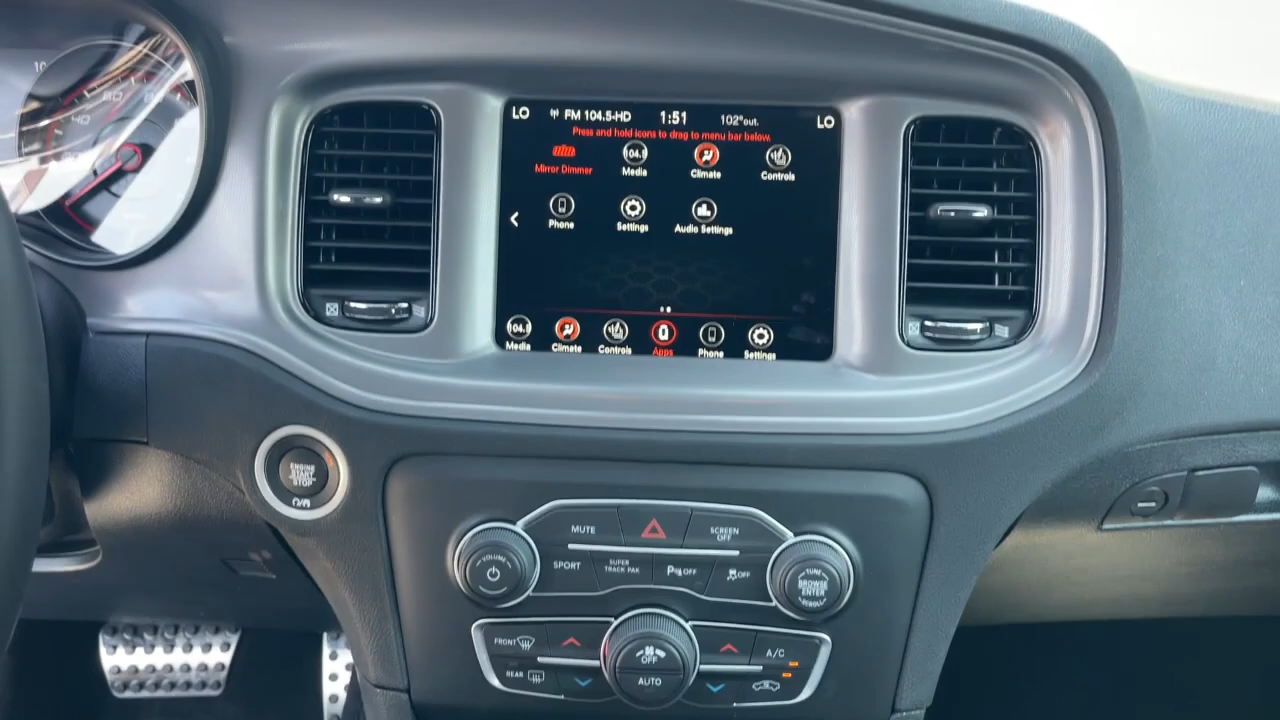 LO FM 104.5-HD 1:51 102°out. LO
Press and hold icons to drag to menu bar below.
Mirror Dimmer
104.5
Media
Climate
Controls
Phone
Settings
Audio Settings
104.5
Media
Climate
Controls
Apps
Phone
Settings
40
ENGINE
START
STOP
MUTE
SCREEN
OFF
VOLUME
SPORT
SUPER
TRACK PAK
P OFF
OFF
TUNE
BROWSE
ENTER
SCROLL
FRONT
REAR
OFF
AUTO
A/C